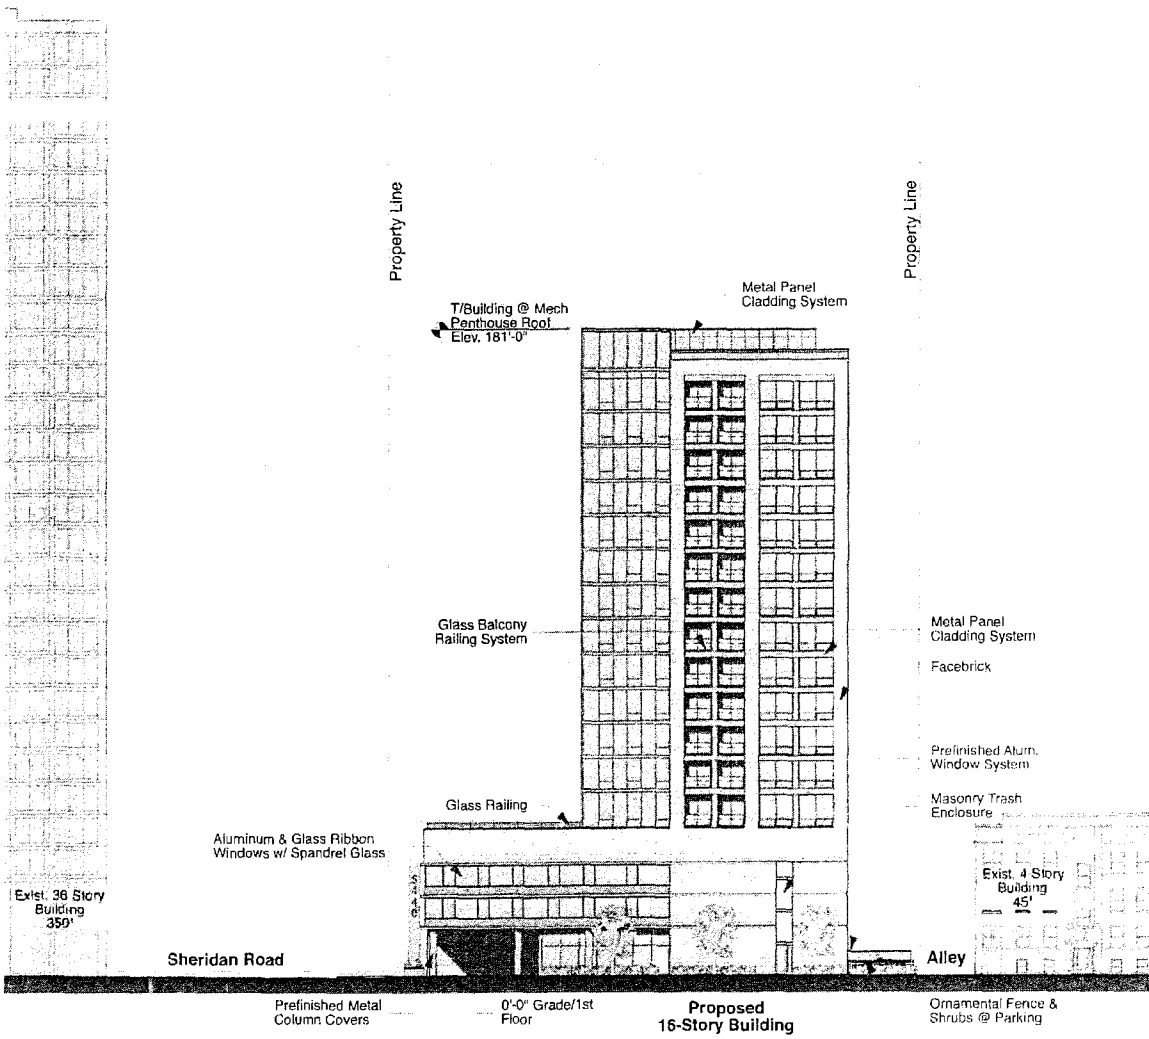 Property Line
Property Line
Metal Panel
Cladding System
T/Building @ Mech
Penthouse Roof
Elev. 181'-0"
Glass Balcony
Railing System
Metal Panel
Cladding System
Facebrick
Prefinished Alum.
Window System
Glass Railing
Masonry Trash
Enclosure
Aluminum & Glass Ribbon
Windows w/ Spandrel Glass
Exist. 36 Story
Building
350'
Exist. 4 Story
Building
45'
Sheridan Road
Alley
Prefinished Metal
Column Covers
0'-0" Grade/1st
Floor
Proposed
16-Story Building
Ornamental Fence &
Shrubs @ Parking